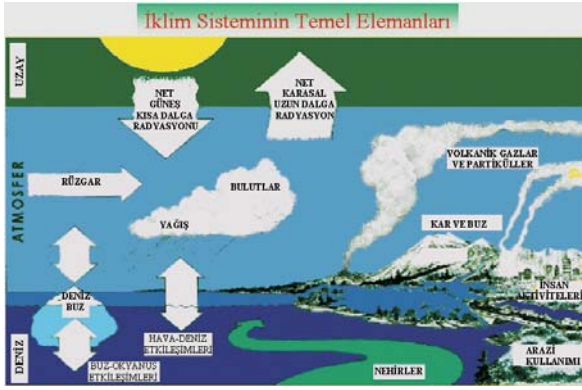 İklim Sisteminin Temel Elemanları
UZAY
NET
GÜNEŞ
KISA DALGA
RADYASYONU
NET
KARASAL
UZUN DALGA
RADYASYON
ATMOSFER
RÜZGAR
BULUTLAR
YAĞIŞ
VOLKANİK GAZLAR
VE PARTİKÜLLER
KAR VE BUZ
İNSAN
AKTİVİTELERİ
DENİZ
BUZ
HAVA-DENİZ
ETKİLEŞİMLERİ
BUZ-OKYANUS
ETKİLEŞİMLERİ
DENİZ
NEHİRLER
ARAZİ
KULLANIMI